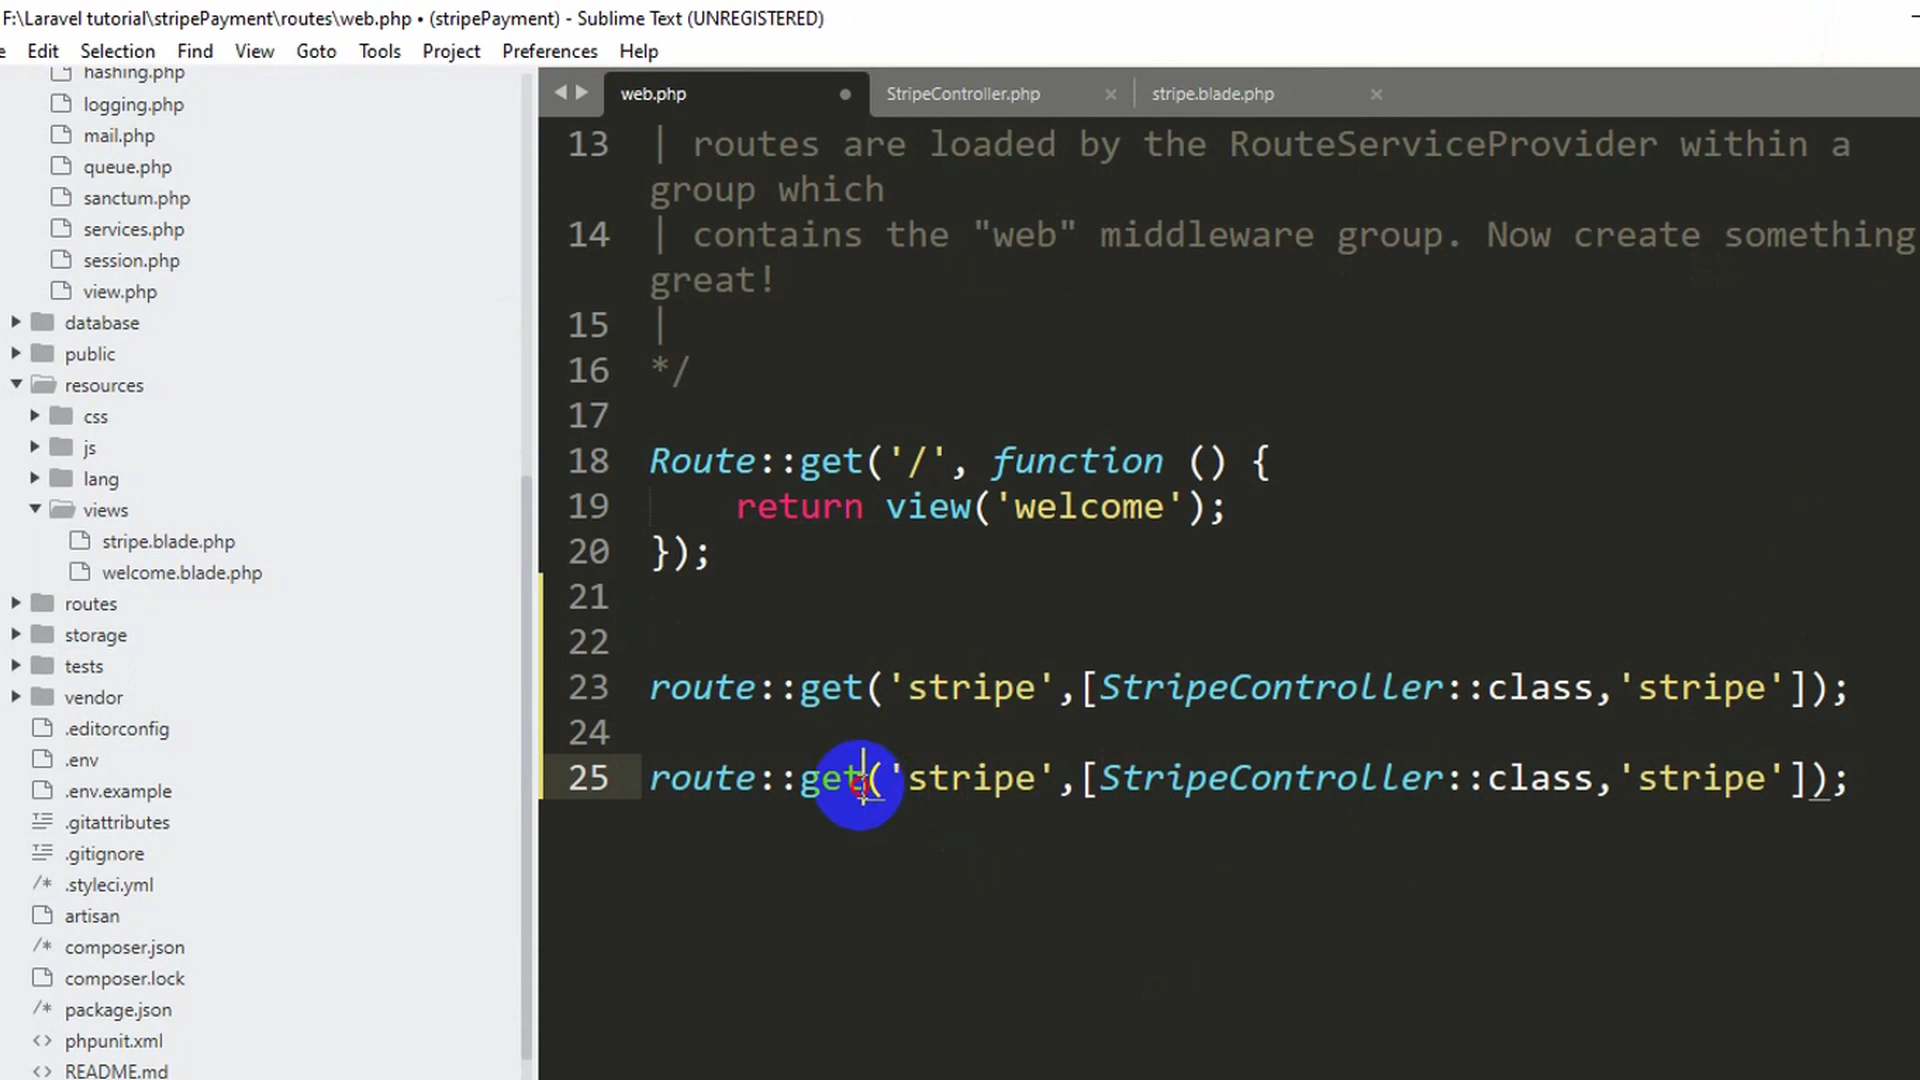 F:\Laravel tutorial\stripePayment\routes\web.php • (stripePayment) - Sublime Text (UNREGISTERED)
e Edit Selection Find View Goto Tools Project Preferences Help
hashing.php
logging.php
mail.php
queue.php
sanctum.php
services.php
session.php
view.php
database
public
resources
css
js
lang
views
stripe.blade.php
welcome.blade.php
routes
storage
tests
vendor
.editorconfig
.env
.env.example
.gitattributes
.gitignore
.styleci.yml
artisan
composer.json
composer.lock
package.json
phpunit.xml
README.md
web.php StripeController.php stripe.blade.php
13 | routes are loaded by the RouteServiceProvider within a
group which
14 | contains the "web" middleware group. Now create something
great!
15 |
16 */
17
18 Route::get('/', function () {
19 return view('welcome');
20 });
21
22
23 route::get('stripe',[StripeController::class,'stripe']);
24
25 route::get('stripe',[StripeController::class,'stripe']);